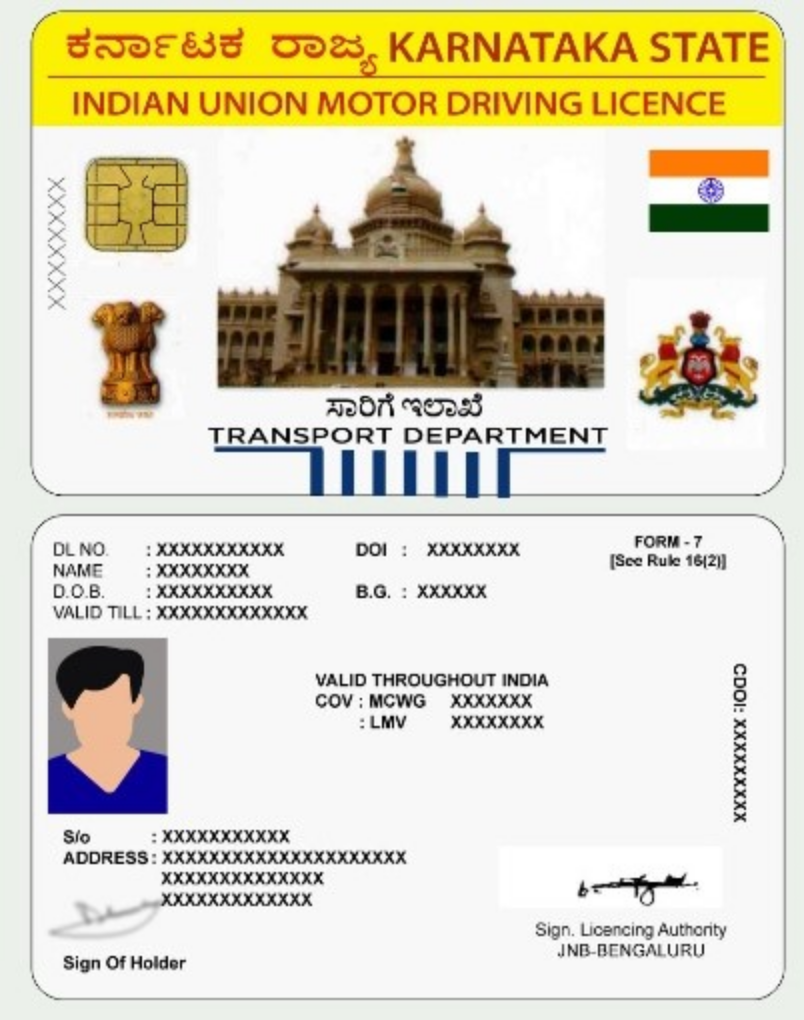 ಕರ್ನಾಟಕ ರಾಜ್ಯ KARNATAKA STATE
INDIAN UNION MOTOR DRIVING LICENCE
XXXXXXXXX
ಸಾರಿಗೆ ಇಲಾಖೆ
TRANSPORT DEPARTMENT
DL NO. : XXXXXXXXXXX DOI : XXXXXXXX FORM - 7
NAME : XXXXXXXX [See Rule 16(2)]
D.O.B. : XXXXXXXXXX B.G. : XXXXXX
VALID TILL : XXXXXXXXXXXXX
VALID THROUGHOUT INDIA
COV : MCWG XXXXXXX
: LMV XXXXXXXX
CDOI: XXXXXXXXXX
S/o : XXXXXXXXXXX
ADDRESS : XXXXXXXXXXXXXXXXXXXXX
XXXXXXXXXXXXXX
XXXXXXXXXXXXX
Sign. Licencing Authority
JNB-BENGALURU
Sign Of Holder